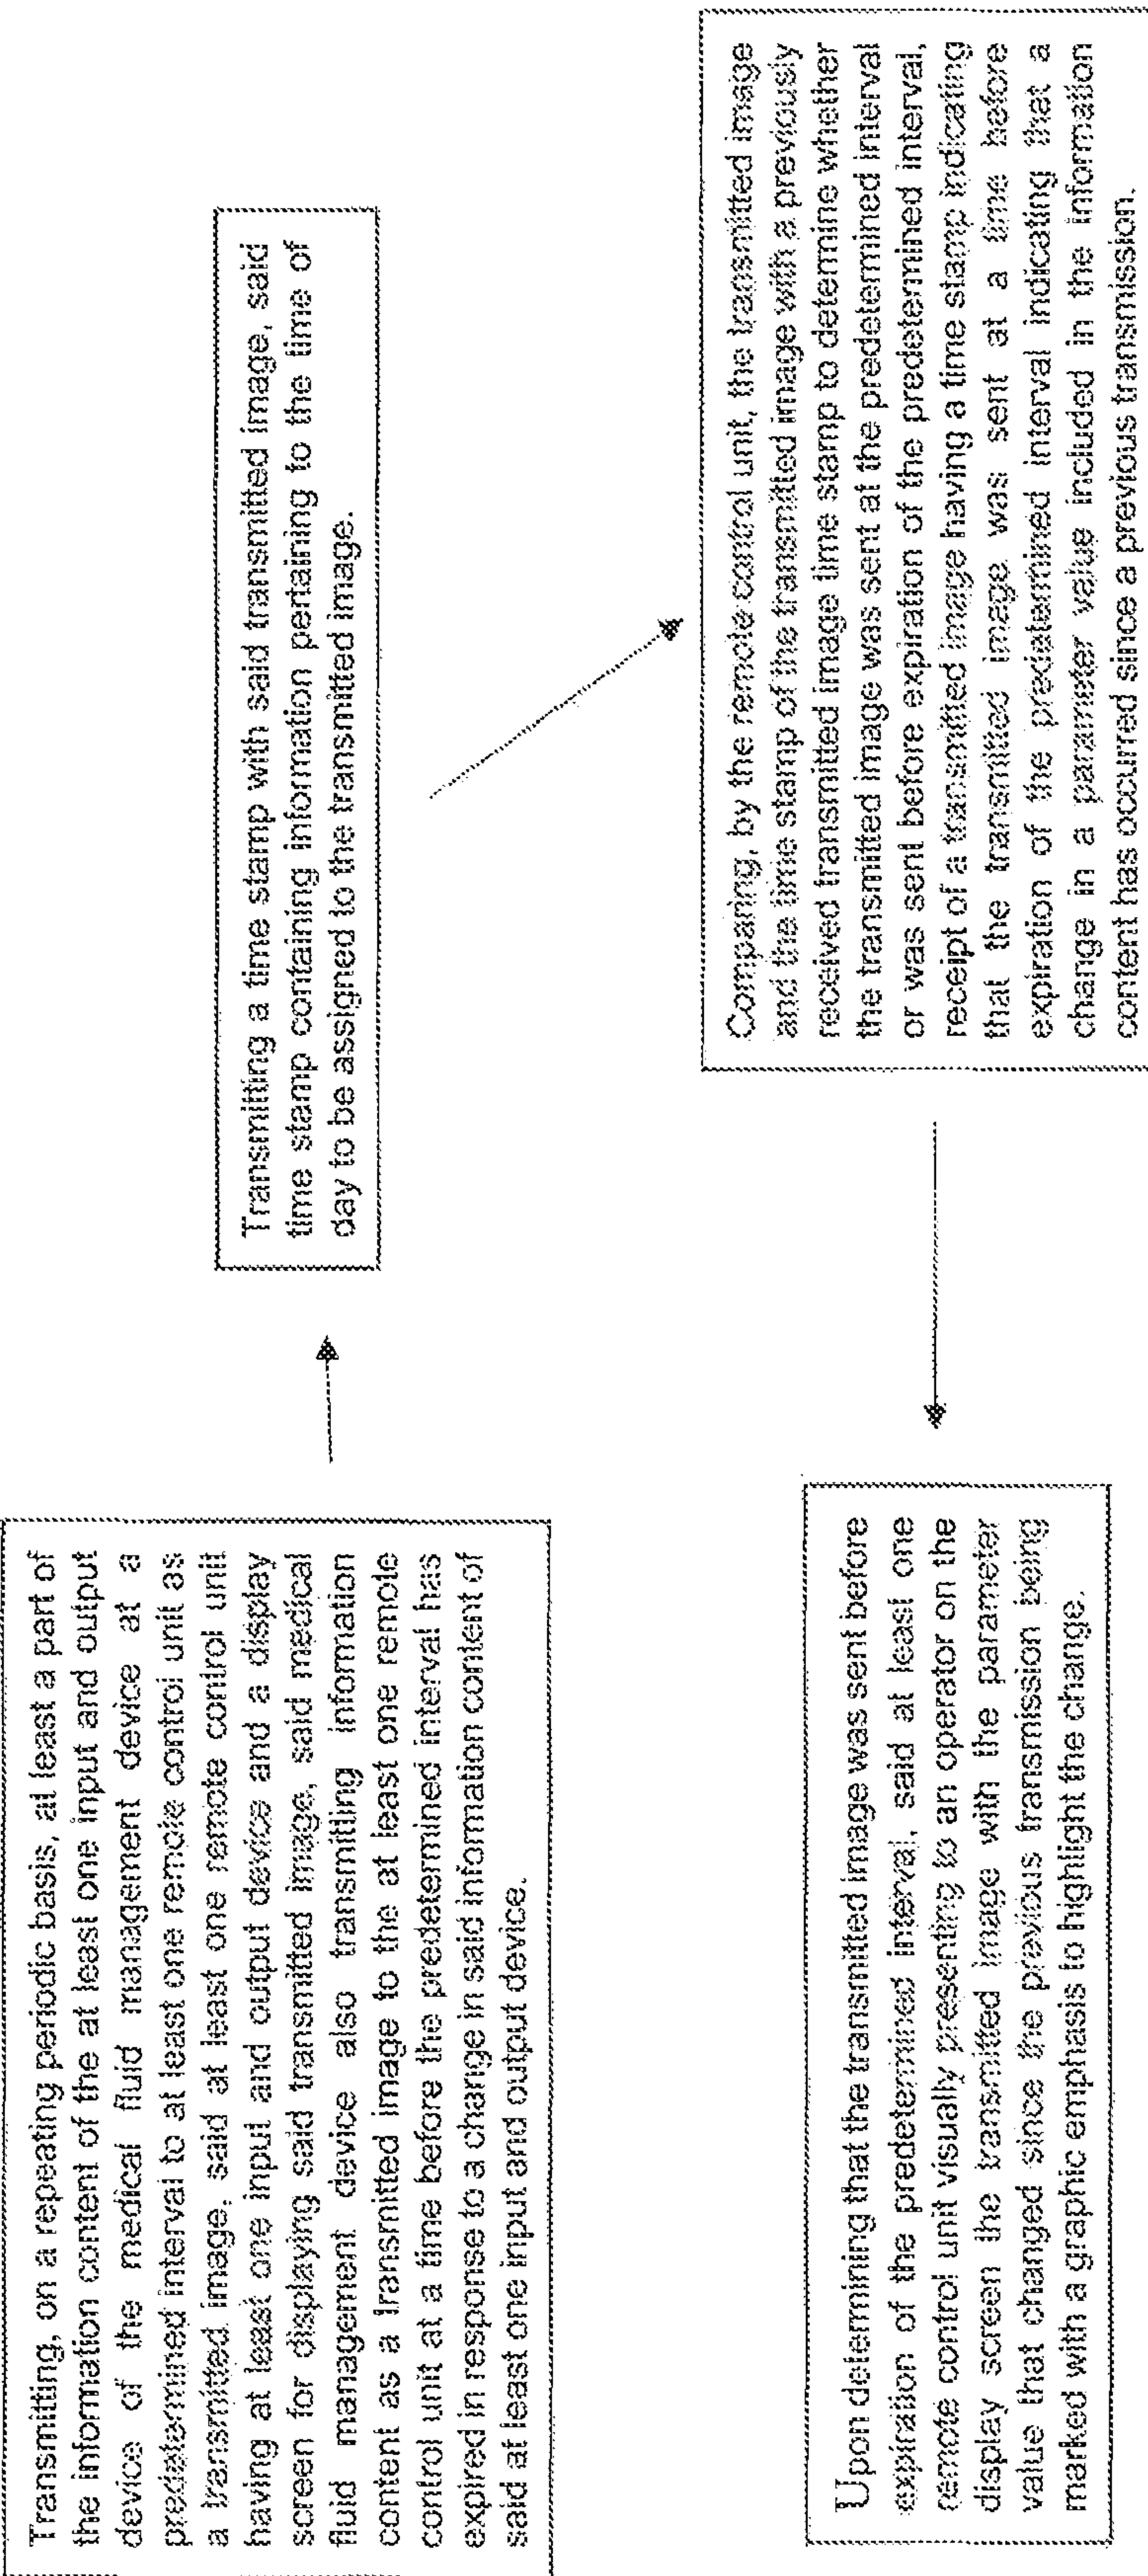 Transmitting, on a repeating periodic basis, at least a part of
the information content of the at least one input and output
device of the medical fluid management device at a
predetermined interval to at least one remote control unit as
a transmitted image, said at least one remote control unit
having at least one input and output device and a display
screen for displaying said transmitted image, said medical
fluid management device also transmitting information
content as a transmitted image to the at least one remote
control unit at a time before the predetermined interval has
expired in response to a change in said information content of
said at least one input and output device.
Transmitting a time stamp with said transmitted image, said
time stamp containing information pertaining to the time of
day to be assigned to the transmitted image.
Comparing, by the remote control unit, the transmitted image
and the time stamp of the transmitted image with a previously
received transmitted image time stamp to determine whether
the transmitted image was sent at the predetermined interval
or was sent before expiration of the predetermined interval,
receipt of a transmitted image having a time stamp indicating
that the transmitted image was sent at a time before
expiration of the predetermined interval indicating that a
change in a parameter value included in the information
content has occurred since a previous transmission.
Upon determining that the transmitted image was sent before
expiration of the predetermined interval, said at least one
remote control unit visually presenting to an operator on the
display screen the transmitted image with the parameter
value that changed since the previous transmission being
marked with a graphic emphasis to highlight the change.